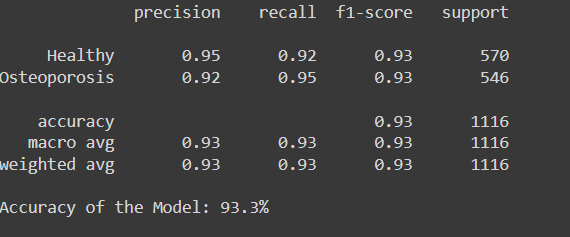 precision recall f1-score support
Healthy 0.95 0.92 0.93 570
Osteoporosis 0.92 0.95 0.93 546
accuracy 0.93 1116
macro avg 0.93 0.93 0.93 1116
weighted avg 0.93 0.93 0.93 1116
Accuracy of the Model: 93.3%